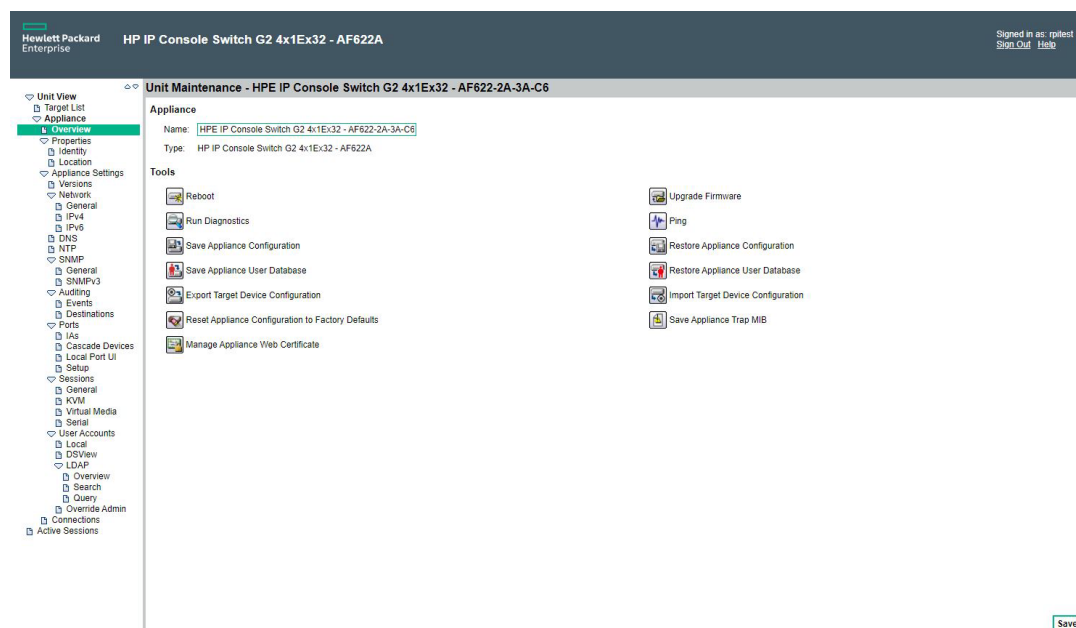 Hewlett Packard
Enterprise
HP IP Console Switch G2 4x1Ex32 - AF622A
Signed in as: rpitest
Sign Out Help
Unit View
Target List
Appliance
Overview
Properties
Identity
Location
Appliance Settings
Versions
Network
General
IPv4
IPv6
DNS
NTP
SNMP
General
SNMPv3
Auditing
Events
Destinations
Ports
IAs
Cascade Devices
Local Port UI
Setup
Sessions
General
KVM
Virtual Media
Serial
User Accounts
Local
DSView
LDAP
Overview
Search
Query
Override Admin
Connections
Active Sessions
Unit Maintenance - HPE IP Console Switch G2 4x1Ex32 - AF622-2A-3A-C6
Appliance
Name: HPE IP Console Switch G2 4x1Ex32 - AF622-2A-3A-C6
Type: HP IP Console Switch G2 4x1Ex32 - AF622A
Tools
Reboot
Upgrade Firmware
Run Diagnostics
Ping
Save Appliance Configuration
Restore Appliance Configuration
Save Appliance User Database
Restore Appliance User Database
Export Target Device Configuration
Import Target Device Configuration
Reset Appliance Configuration to Factory Defaults
Save Appliance Trap MIB
Manage Appliance Web Certificate
Save